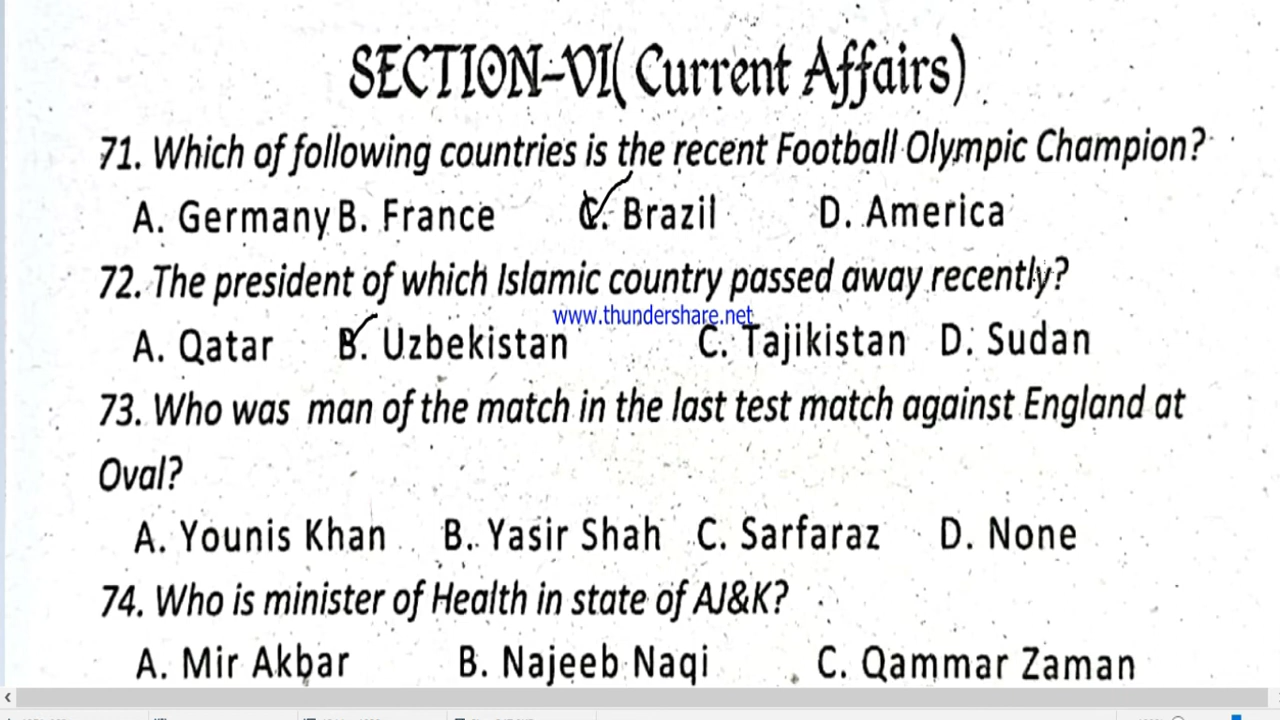 SECTION-VI( Current Affairs)
71. Which of following countries is the recent Football Olympic Champion?
A. Germany B. France C. Brazil D. America
72. The president of which Islamic country passed away recently?
www.thundershare.net
A. Qatar B. Uzbekistan C. Tajikistan D. Sudan
73. Who was man of the match in the last test match against England at
Oval?
A. Younis Khan B. Yasir Shah C. Sarfaraz D. None
74. Who is minister of Health in state of AJ&K?
A. Mir Akbar B. Najeeb Naqi C. Qammar Zaman